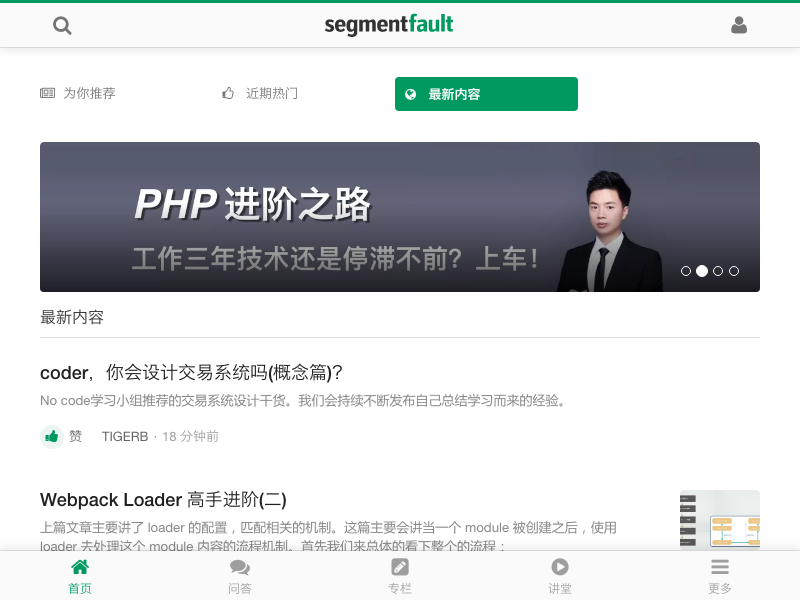 segmentfault
为你推荐
近期热门
最新内容
PHP 进阶之路
工作三年技术还是停滞不前？上车！
最新内容
coder，你会设计交易系统吗(概念篇)？
No code学习小组推荐的交易系统设计干货。我们会持续不断发布自己总结学习而来的经验。
赞 TIGERB · 18 分钟前
Webpack Loader 高手进阶(二)
上篇文章主要讲了 loader 的配置，匹配相关的机制。这篇主要会讲当一个 module 被创建之后，使用
loader 去处理这个 module 内容的流程机制。首先我们来总体的看下整个的流程：
首页
问答
专栏
讲堂
更多